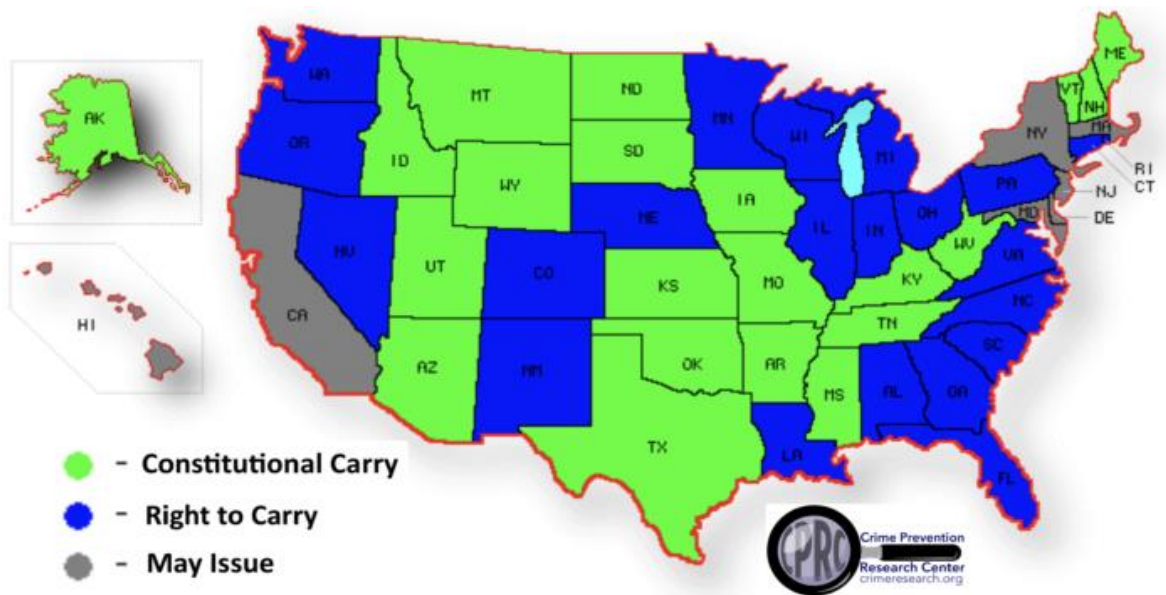 AK
HI
WA
OR
CA
NV
ID
MT
WY
UT
AZ
CO
NM
ND
SD
NE
KS
OK
TX
MN
IA
MO
AR
LA
WI
IL
MI
IN
OH
KY
TN
MS
AL
GA
FL
SC
NC
VA
WV
PA
NY
VT
NH
ME
MA
RI
CT
NJ
DE
MD
- Constitutional Carry
- Right to Carry
- May Issue
CPRC
Crime Prevention
Research Center
crimeresearch.org